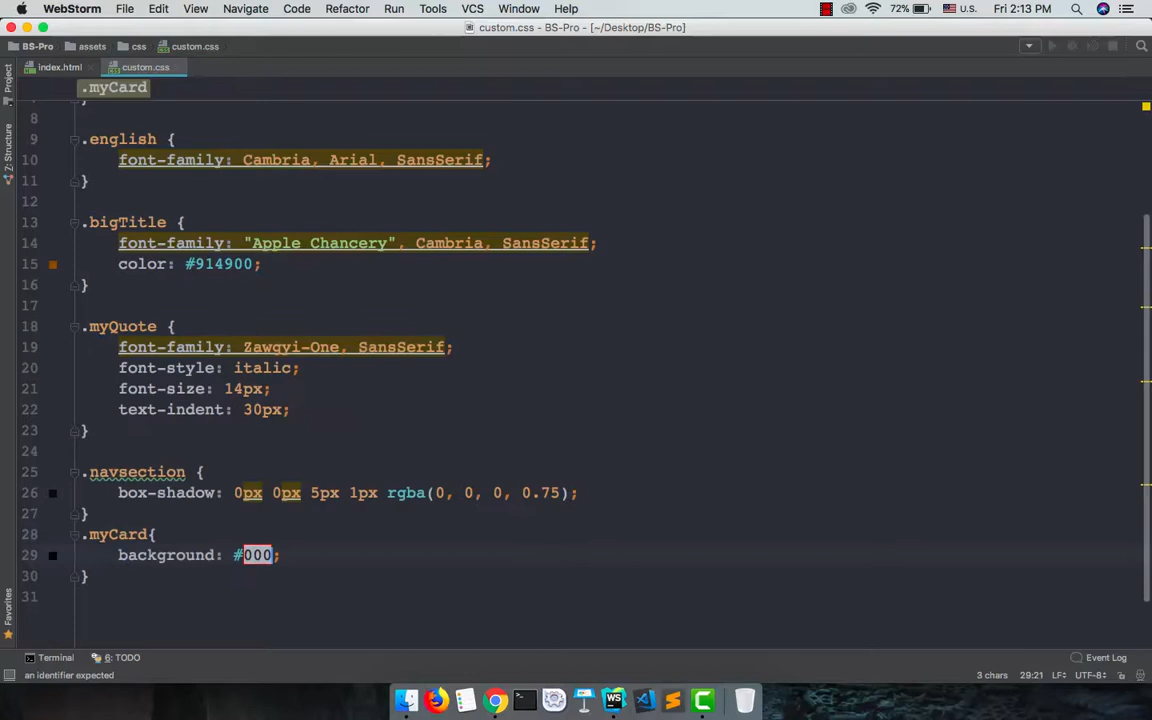 WebStorm File Edit View Navigate Code Refactor Run Tools VCS Window Help 72% U.S. Fri 2:13 PM
custom.css - BS-Pro [~/Desktop/BS-Pro]
BS-Pro assets css custom.css
index.html custom.css
Project
Z: Structure
Favorites
.myCard
8
9 .english {
10 font-family: Cambria, Arial, SansSerif;
11 }
12
13 .bigTitle {
14 font-family: "Apple Chancery", Cambria, SansSerif;
15 color: #914900;
16 }
17
18 .myQuote {
19 font-family: Zawgyi-One, SansSerif;
20 font-style: italic;
21 font-size: 14px;
22 text-indent: 30px;
23 }
24
25 .navsection {
26 box-shadow: 0px 0px 5px 1px rgba(0, 0, 0, 0.75);
27 }
28 .myCard{
29 background: #000;
30 }
31
Terminal 6: TODO Event Log
an identifier expected 3 chars 29:21 LF÷ UTF-8÷
WS